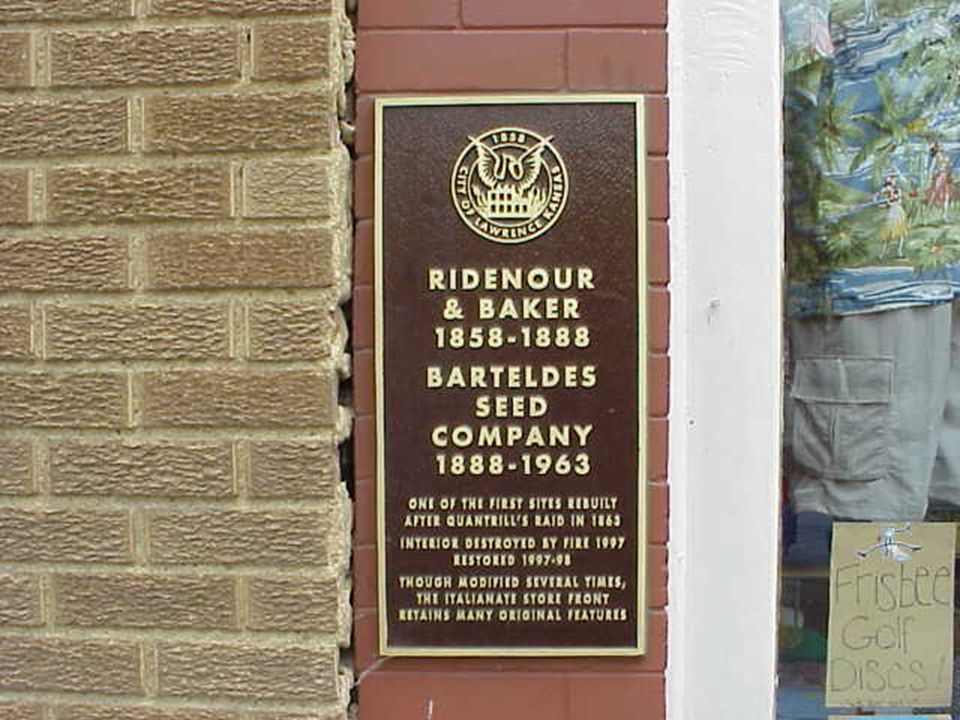 1858
CITY OF LAWRENCE KANSAS
RIDENOUR
& BAKER
1858-1888
BARTELDES
SEED
COMPANY
1888-1963
ONE OF THE FIRST SITES REBUILT
AFTER QUANTRILL'S RAID IN 1863
INTERIOR DESTROYED BY FIRE 1997
RESTORED 1997-98
THOUGH MODIFIED SEVERAL TIMES,
THE ITALIANATE STORE FRONT
RETAINS MANY ORIGINAL FEATURES
Frisbee
Golf
Discs!